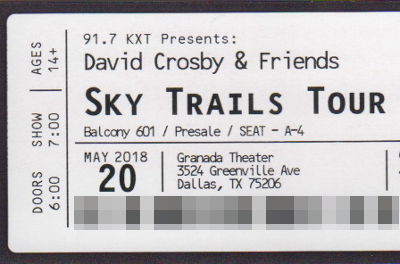 91.7 KXT Presents:
David Crosby & Friends
SKY TRAILS TOUR
Balcony 601 / Presale / SEAT - A-4
MAY 2018
20
Granada Theater
3524 Greenville Ave
Dallas, TX 75206
AGES
14+
SHOW
7:00
DOORS
6:00